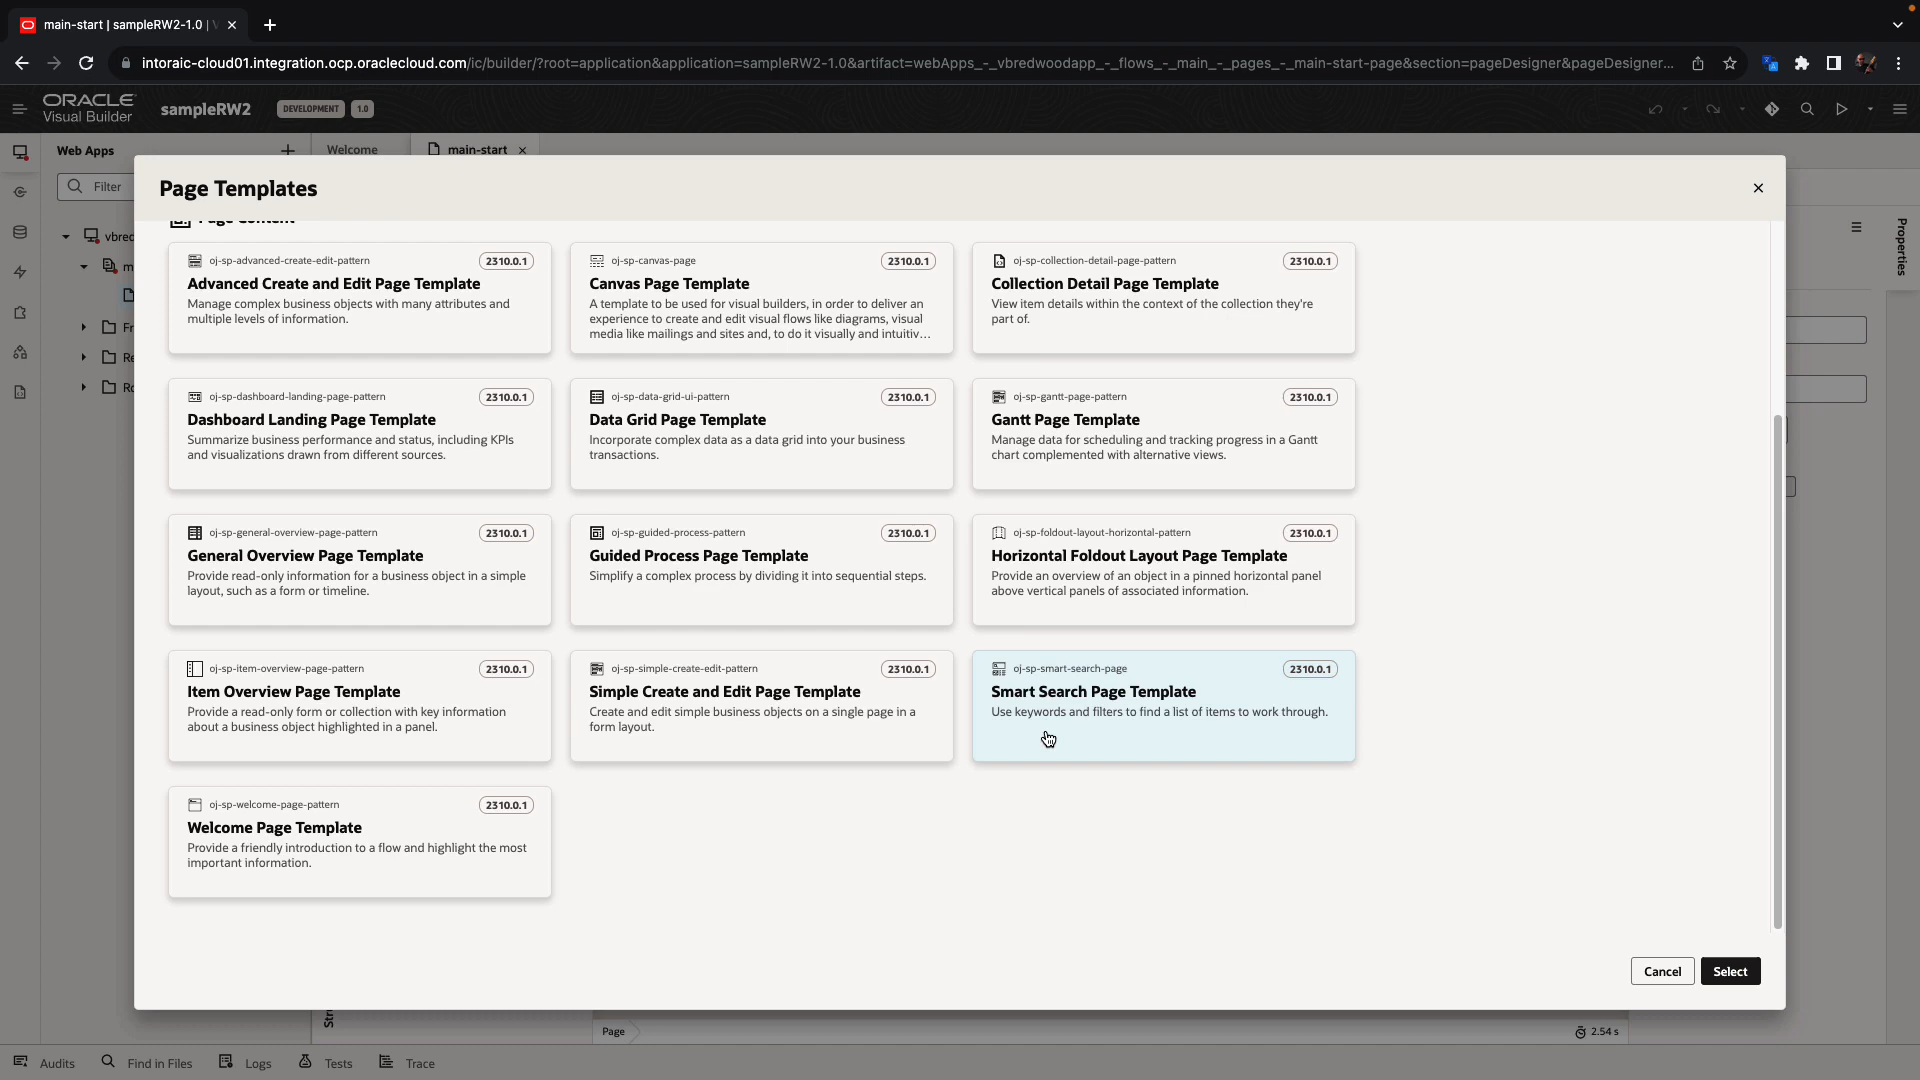 main-start | sampleRW2-1.0 |
intoraic-cloud01.integration.ocp.oraclecloud.com/ic/builder/?root=application&application=sampleRW2-1.0&artifact=webApps_-_vbredwoodapp_-_flows_-_main_-_pages_-_main-start-page&section=pageDesigner&pageDesigner...
ORACLE
Visual Builder
sampleRW2
DEVELOPMENT
1.0
Web Apps
Welcome
main-start
Filter
Properties
Page Templates
Page Content
oj-sp-advanced-create-edit-pattern
2310.0.1
Advanced Create and Edit Page Template
Manage complex business objects with many attributes and
multiple levels of information.
oj-sp-canvas-page
2310.0.1
Canvas Page Template
A template to be used for visual builders, in order to deliver an
experience to create and edit visual flows like diagrams, visual
media like mailings and sites and, to do it visually and intuitiv...
oj-sp-collection-detail-page-pattern
2310.0.1
Collection Detail Page Template
View item details within the context of the collection they're
part of.
oj-sp-dashboard-landing-page-pattern
2310.0.1
Dashboard Landing Page Template
Summarize business performance and status, including KPIs
and visualizations drawn from different sources.
oj-sp-data-grid-ui-pattern
2310.0.1
Data Grid Page Template
Incorporate complex data as a data grid into your business
transactions.
oj-sp-gantt-page-pattern
2310.0.1
Gantt Page Template
Manage data for scheduling and tracking progress in a Gantt
chart complemented with alternative views.
oj-sp-general-overview-page-pattern
2310.0.1
General Overview Page Template
Provide read-only information for a business object in a simple
layout, such as a form or timeline.
oj-sp-guided-process-pattern
2310.0.1
Guided Process Page Template
Simplify a complex process by dividing it into sequential steps.
oj-sp-foldout-layout-horizontal-pattern
2310.0.1
Horizontal Foldout Layout Page Template
Provide an overview of an object in a pinned horizontal panel
above vertical panels of associated information.
oj-sp-item-overview-page-pattern
2310.0.1
Item Overview Page Template
Provide a read-only form or collection with key information
about a business object highlighted in a panel.
oj-sp-simple-create-edit-pattern
2310.0.1
Simple Create and Edit Page Template
Create and edit simple business objects on a single page in a
form layout.
oj-sp-smart-search-page
2310.0.1
Smart Search Page Template
Use keywords and filters to find a list of items to work through.
oj-sp-welcome-page-pattern
2310.0.1
Welcome Page Template
Provide a friendly introduction to a flow and highlight the most
important information.
Cancel
Select
Page
2.54 s
Audits
Find in Files
Logs
Tests
Trace